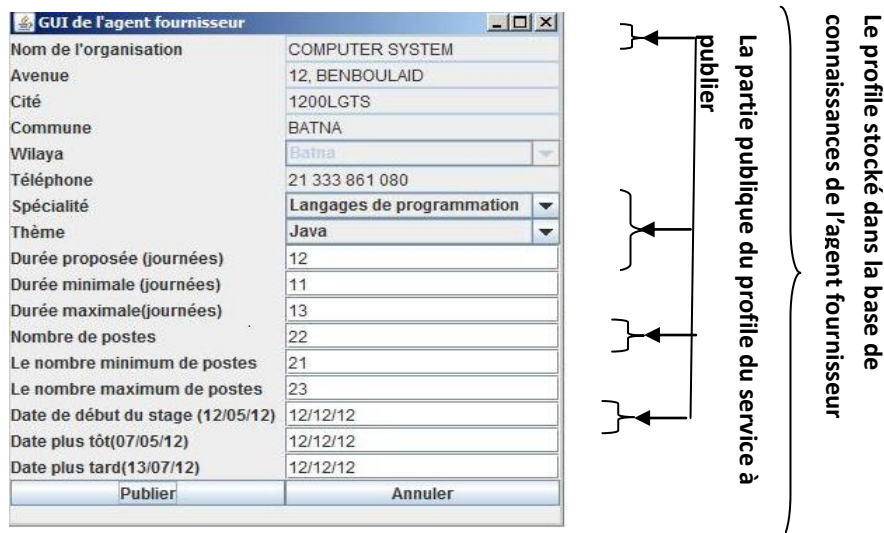 GUI de l'agent fournisseur
Nom de l'organisation COMPUTER SYSTEM
Avenue 12, BENBOULAID
Cité 1200LGTS
Commune BATNA
Wilaya Batna
Téléphone 21 333 861 080
Spécialité Langages de programmation
Thème Java
Durée proposée (journées) 12
Durée minimale (journées) 11
Durée maximale(journées) 13
Nombre de postes 22
Le nombre minimum de postes 21
Le nombre maximum de postes 23
Date de début du stage (12/05/12) 12/12/12
Date plus tôt(07/05/12) 12/12/12
Date plus tard(13/07/12) 12/12/12
Publier Annuler
La partie publique du profile du service à
publier
Le profile stocké dans la base de
connaissances de l'agent fournisseur